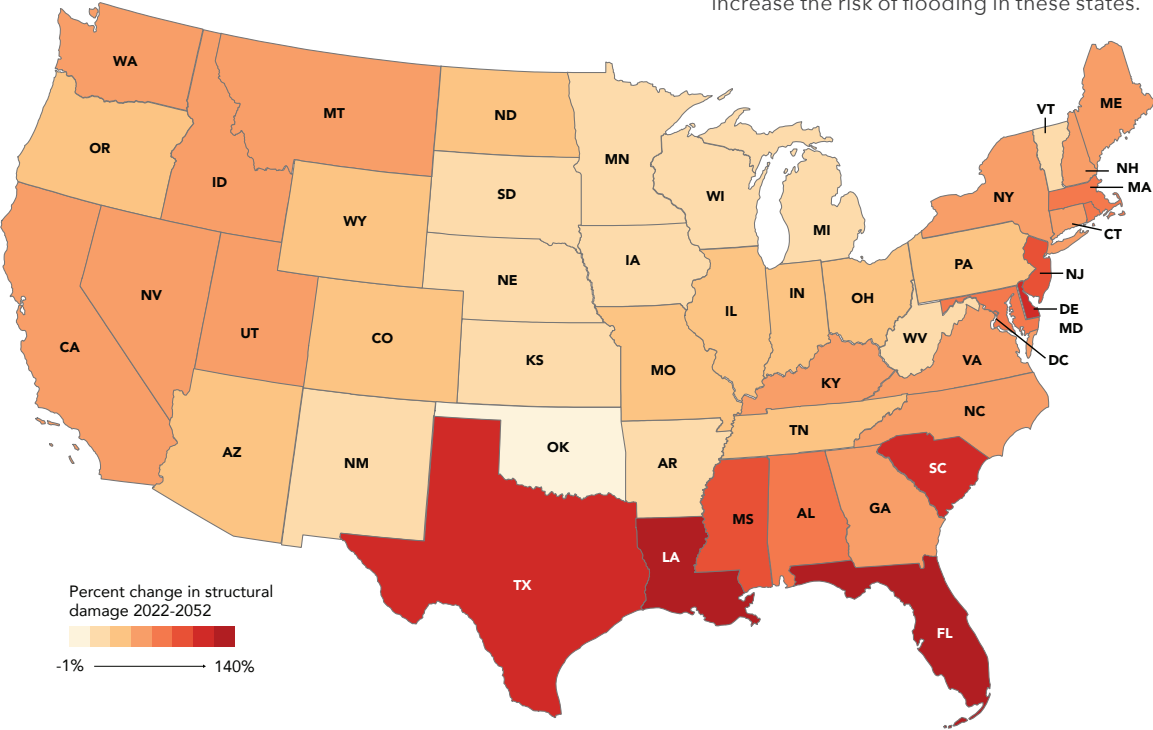 increase the risk of flooding in these states.
WA
MT
ND
MN
VT
ME
OR
ID
SD
WI
NH
MA
NY
WY
MI
CT
IA
PA
NE
NJ
NV
IL
IN
OH
DE
MD
UT
CO
WV
CA
KS
DC
VA
MO
KY
NC
TN
AZ
NM
OK
AR
SC
MS
AL
GA
LA
TX
FL
Percent change in structural
damage 2022-2052
-1% 140%